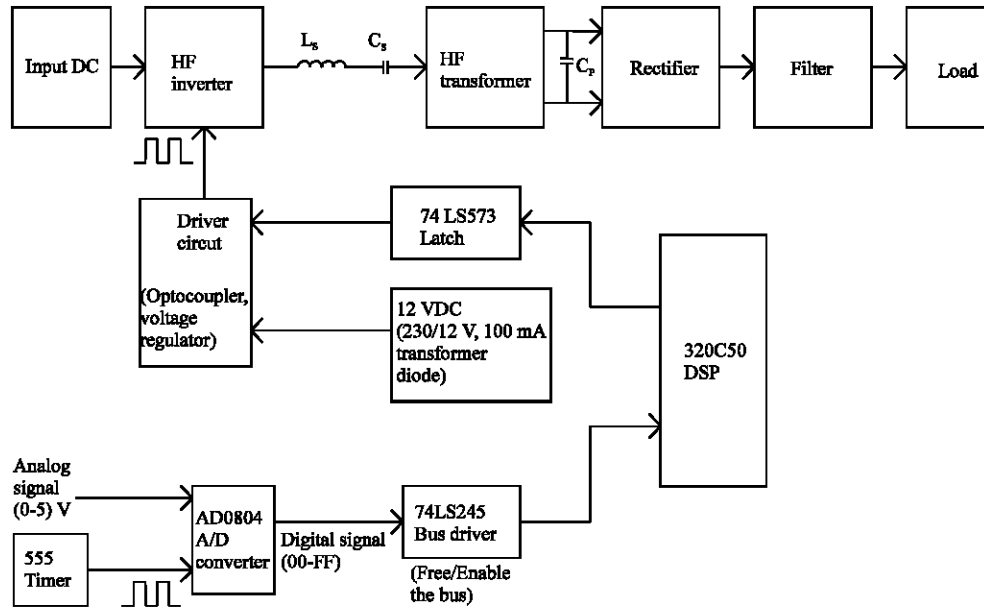 Input DC
HF
inverter
Ls
Cs
HF
transformer
CP
Rectifier
Filter
Load
Driver
circut
(Optocoupler,
voltage
regulator)
74 LS573
Latch
12 VDC
(230/12 V, 100 mA
transformer
diode)
320C50
DSP
Analog
signal
(0-5) V
555
Timer
AD0804
A/D
converter
Digital signal
(00-FF)
74LS245
Bus driver
(Free/Enable
the bus)